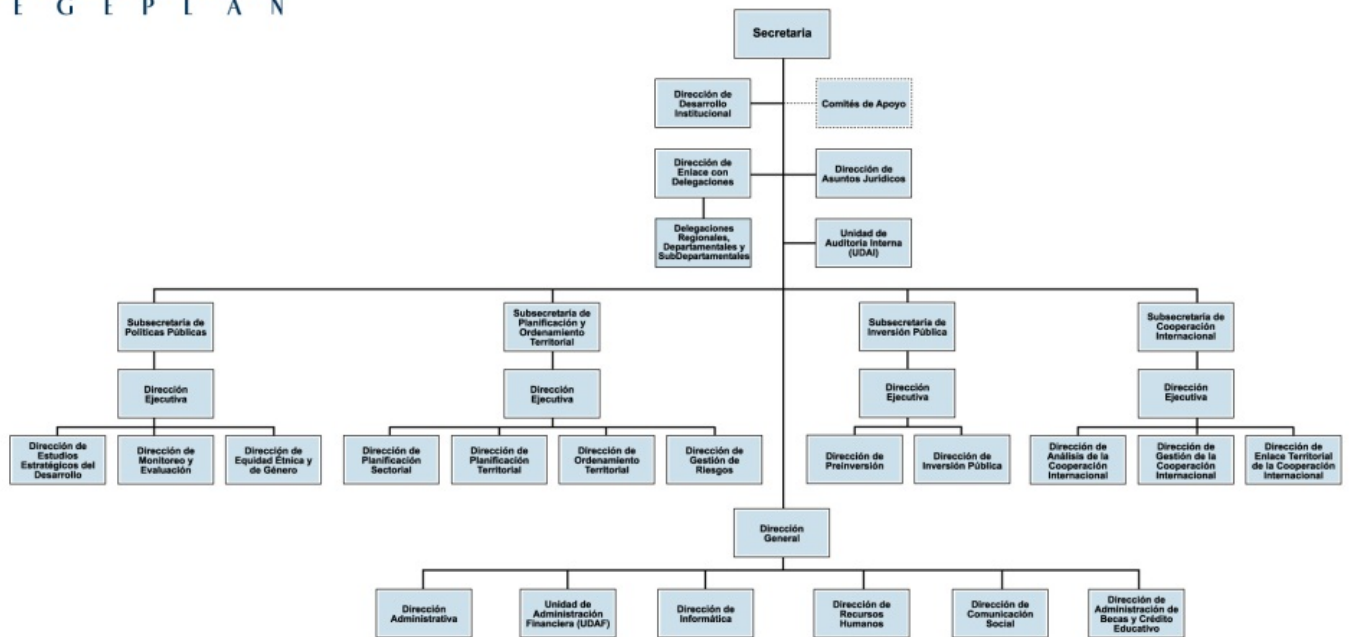 E G E P L A N
Secretaria
Dirección de
Desarrollo
Institucional
Comités de Apoyo
Dirección de
Enlace con
Delegaciones
Dirección de
Asuntos Jurídicos
Delegaciones
Regionales,
Departamentales y
SubDepartamentales
Unidad de
Auditoría Interna
(UDAI)
Subsecretaría de
Políticas Públicas
Subsecretaría de
Planificación y
Ordenamiento
Territorial
Subsecretaría de
Inversión Pública
Subsecretaría de
Cooperación
Internacional
Dirección
Ejecutiva
Dirección
Ejecutiva
Dirección
Ejecutiva
Dirección
Ejecutiva
Dirección de
Estudios
Estratégicos del
Desarrollo
Dirección de
Monitoreo y
Evaluación
Dirección de
Equidad Étnica y
de Género
Dirección de
Planificación
Sectorial
Dirección de
Planificación
Territorial
Dirección de
Ordenamiento
Territorial
Dirección de
Gestión de
Riesgos
Dirección de
Preinversión
Dirección de
Inversión Pública
Dirección de
Análisis de la
Cooperación
Internacional
Dirección de
Gestión de la
Cooperación
Internacional
Dirección de
Enlace Territorial
de la Cooperación
Internacional
Dirección
General
Dirección
Administrativa
Unidad de
Administración
Financiera (UDAF)
Dirección de
Informática
Dirección de
Recursos
Humanos
Dirección de
Comunicación
Social
Dirección de
Administración de
Becas y Crédito
Educativo